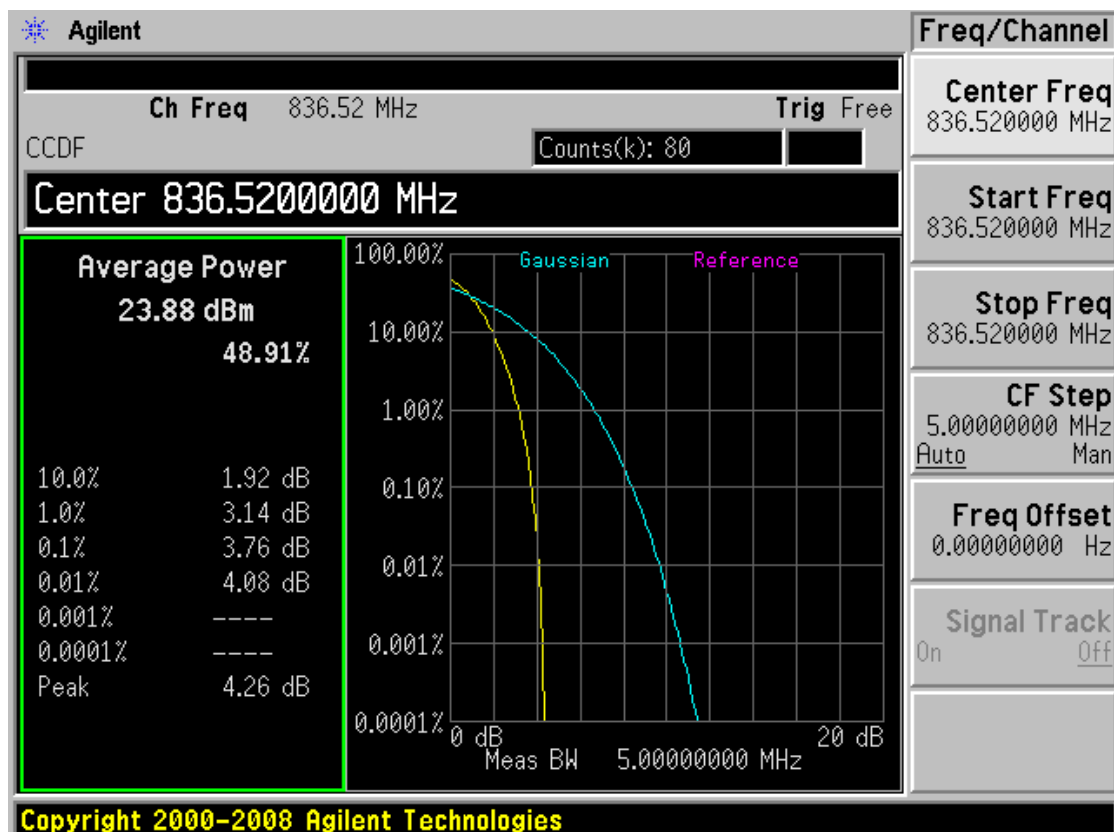 Agilent
Freq/Channel
Ch Freq 836.52 MHz Trig Free
CCDF Counts(k): 80
Center 836.5200000 MHz
Average Power
23.88 dBm
48.91%
10.0% 1.92 dB
1.0% 3.14 dB
0.1% 3.76 dB
0.01% 4.08 dB
0.001% ----
0.0001% ----
Peak 4.26 dB
Gaussian Reference
100.00%
10.00%
1.00%
0.10%
0.01%
0.001%
0.0001%
0 dB 20 dB
Meas BW 5.00000000 MHz
Center Freq
836.520000 MHz
Start Freq
836.520000 MHz
Stop Freq
836.520000 MHz
CF Step
5.00000000 MHz
Auto Man
Freq Offset
0.00000000 Hz
Signal Track
On Off
Copyright 2000-2008 Agilent Technologies